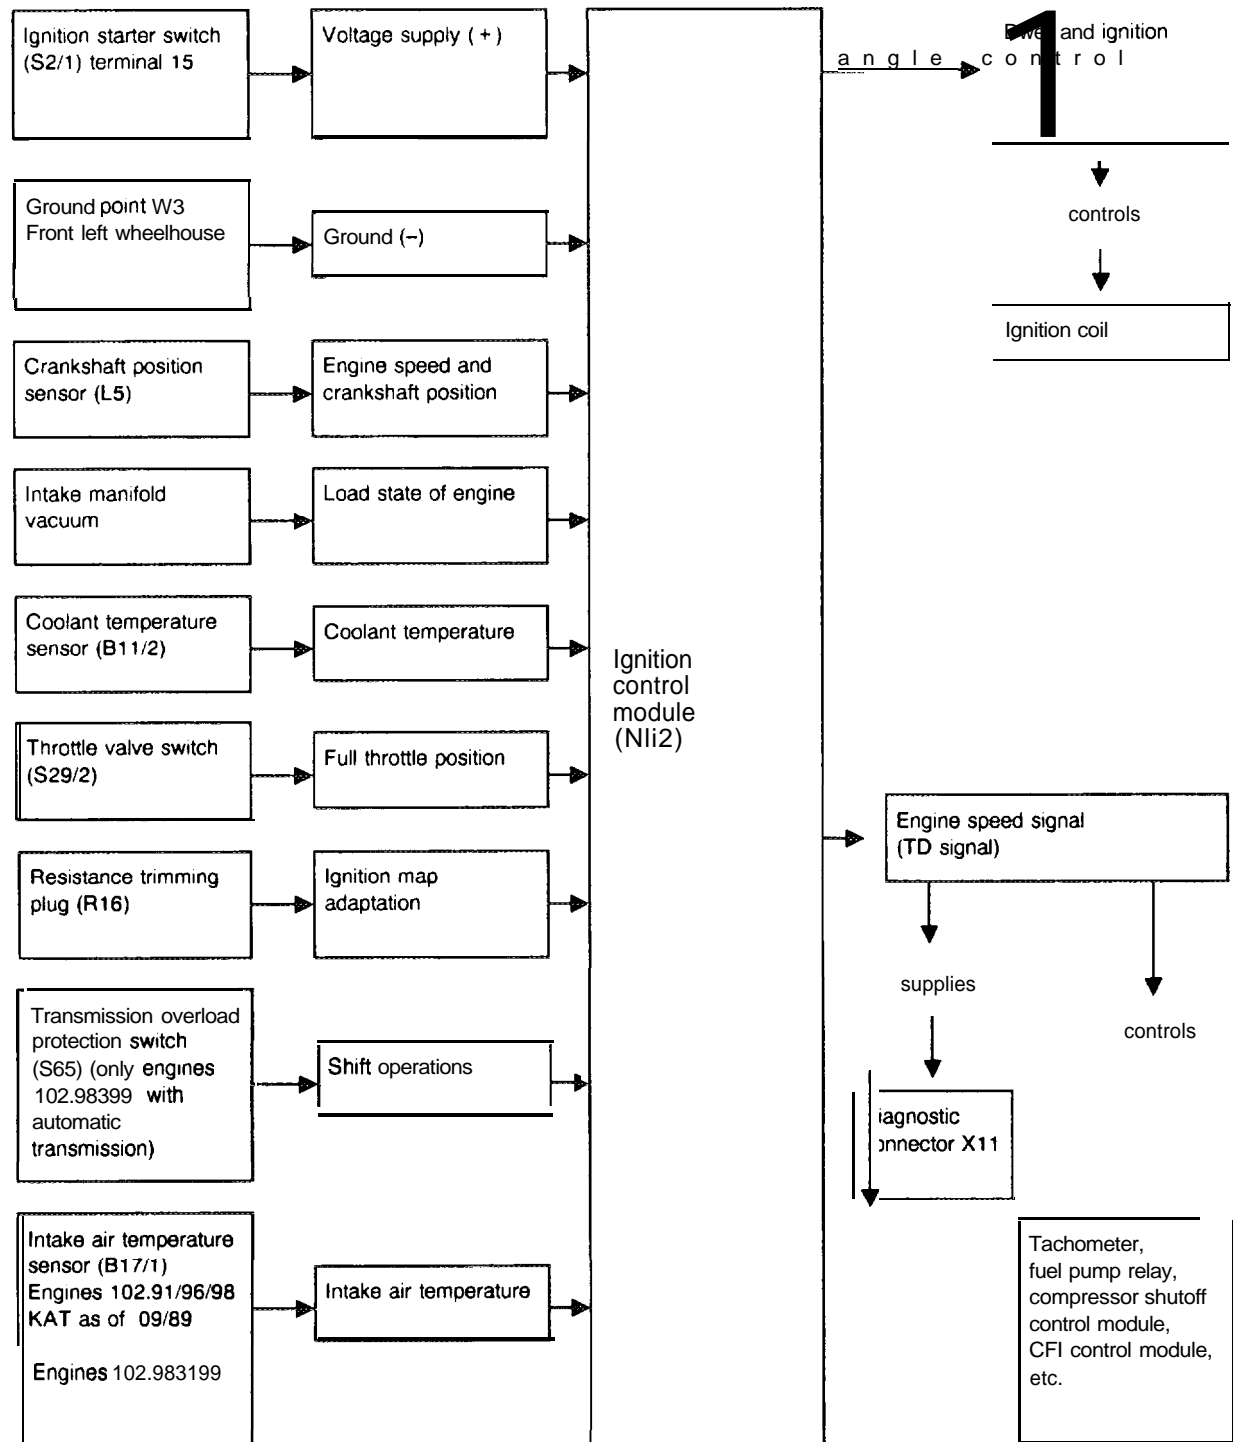 Ignition starter switch
(S2/1) terminal 15
Voltage supply (+)
and ignition
angle control
1
Ground point W3
Front left wheelhouse
Ground (–)
controls
Ignition coil
Crankshaft position
sensor (L5)
Engine speed and
crankshaft position
Intake manifold
vacuum
Load state of engine
Coolant temperature
sensor (B11/2)
Coolant temperature
Ignition
control
module
(NIi2)
Throttle valve switch
(S29/2)
Full throttle position
Engine speed signal
(TD signal)
Resistance trimming
plug (R16)
Ignition map
adaptation
supplies
controls
Transmission overload
protection switch
(S65) (only engines
102.98399 with
automatic
transmission)
Shift operations
iagnostic
onnector X11
Intake air temperature
sensor (B17/1)
Engines 102.91/96/98
KAT as of 09/89
Engines 102.983199
Intake air temperature
Tachometer,
fuel pump relay,
compressor shutoff
control module,
CFI control module,
etc.